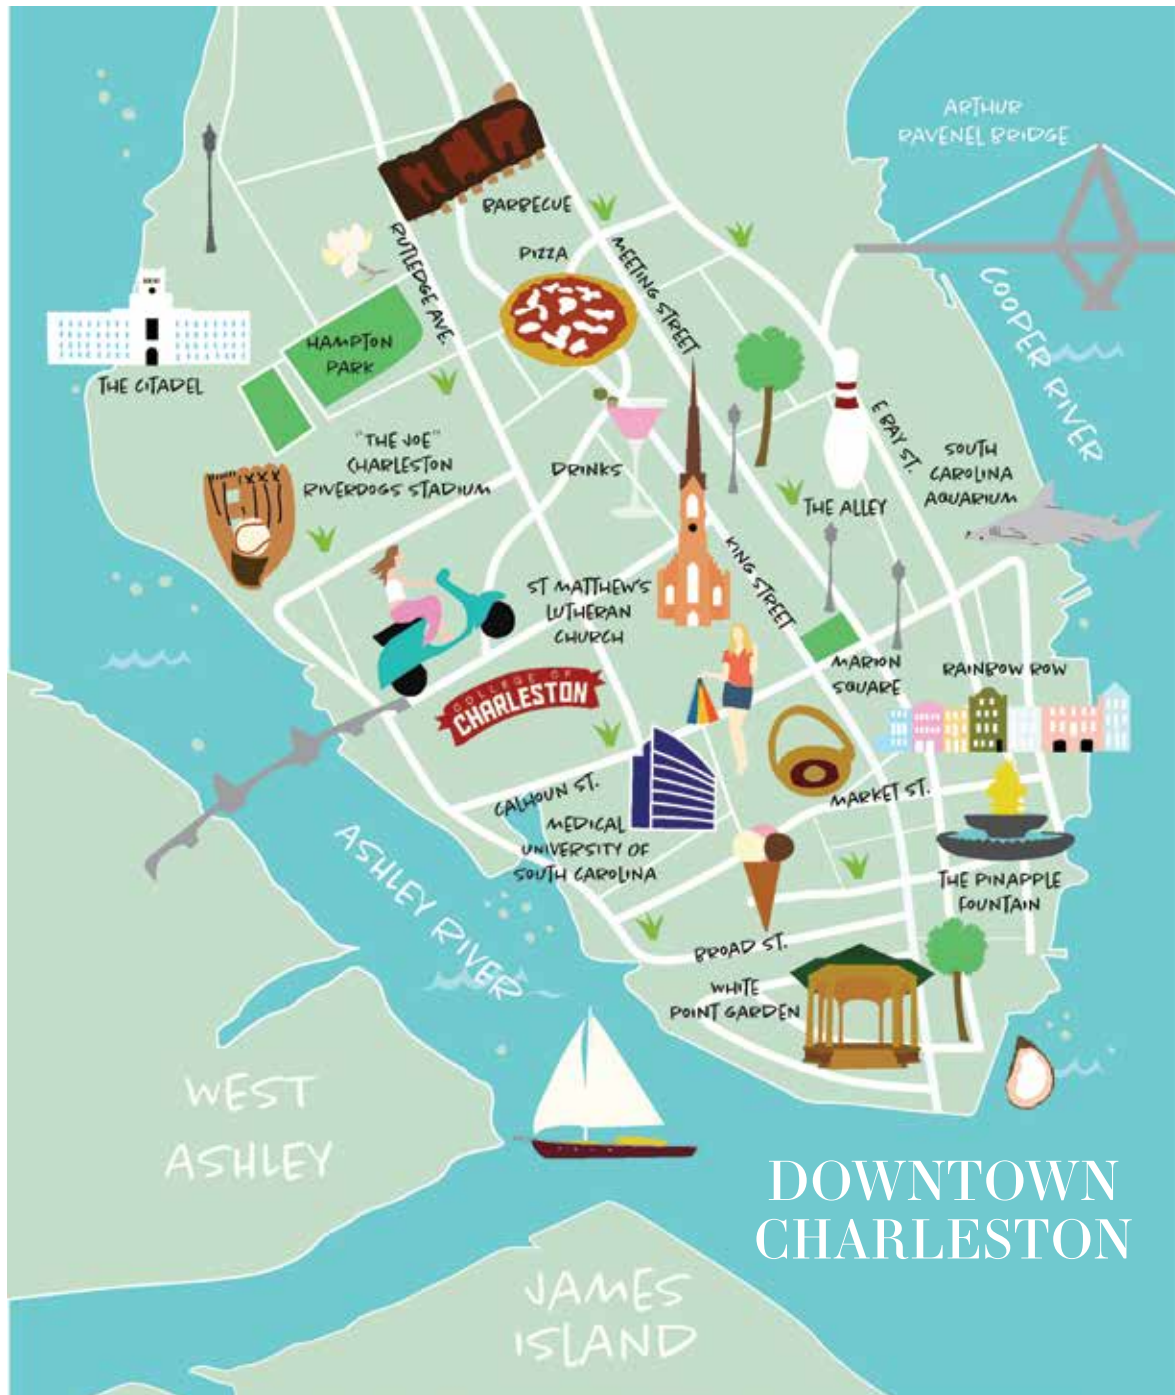 ARTHUR
RAVENEL BRIDGE
BARBECUE
PIZZA
RUTLEDGE AVE.
MEETING STREET
COOPER RIVER
HAMPTON
PARK
THE CITADEL
"THE JOE"
CHARLESTON
RIVERDOGS STADIUM
DRINKS
E BAY ST.
SOUTH
CAROLINA
AQUARIUM
THE ALLEY
KING STREET
ST MATTHEW'S
LUTHERAN
CHURCH
MARION
SQUARE
RAINBOW ROW
COLLEGE OF
CHARLESTON
CALHOUN ST.
MARKET ST.
MEDICAL
UNIVERSITY OF
SOUTH CAROLINA
ASHLEY RIVER
THE PINAPPLE
FOUNTAIN
BROAD ST.
WHITE
POINT GARDEN
WEST
ASHLEY
DOWNTOWN
CHARLESTON
JAMES
ISLAND